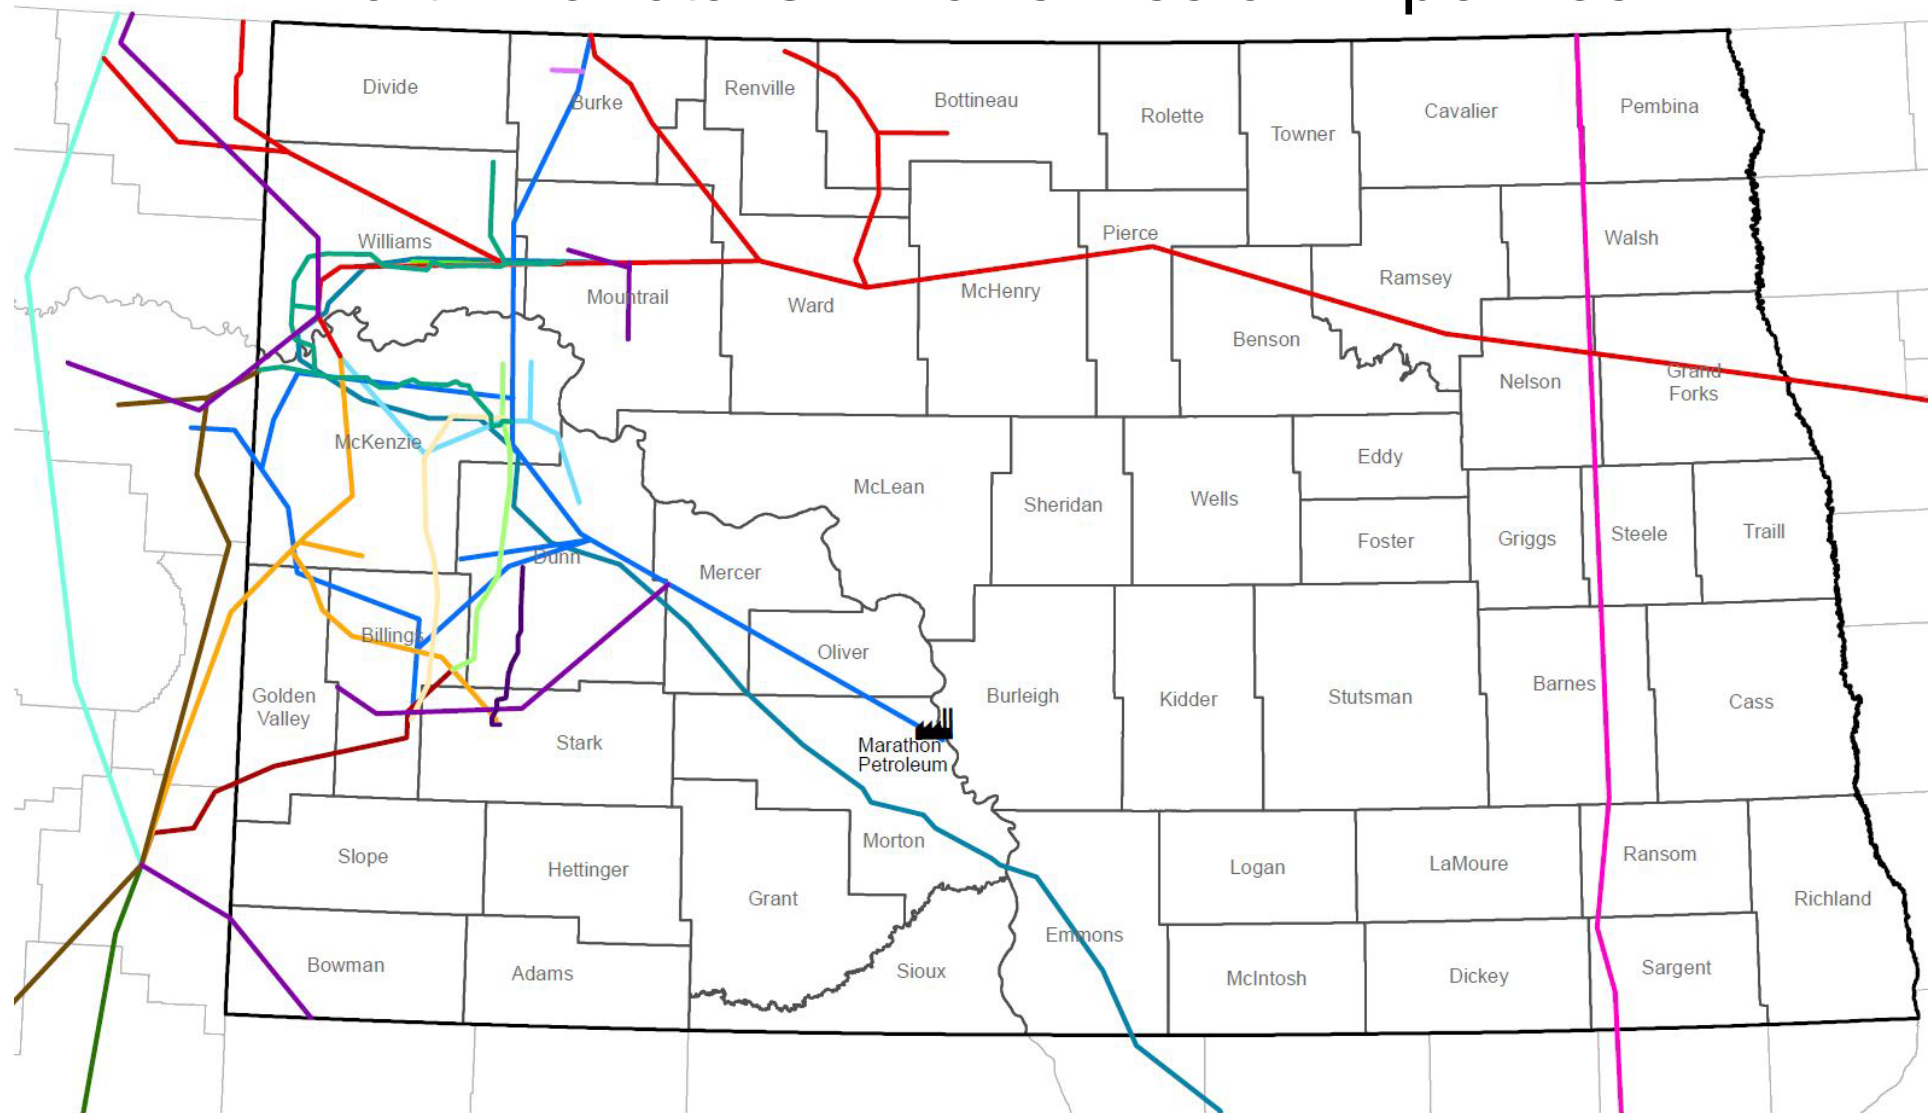 Divide
Burke
Renville
Bottineau
Rolette
Towner
Cavalier
Pembina
Williams
Mountrail
Ward
McHenry
Pierce
Ramsey
Walsh
Benson
Nelson
Grand
Forks
McKenzie
McLean
Sheridan
Wells
Eddy
Foster
Griggs
Steele
Traill
Dunn
Mercer
Billings
Oliver
Golden
Valley
Stark
Marathon
Petroleum
Burleigh
Kidder
Stutsman
Barnes
Cass
Slope
Hettinger
Grant
Morton
Emmons
Logan
LaMoure
Ransom
Richland
Bowman
Adams
Sioux
McIntosh
Dickey
Sargent